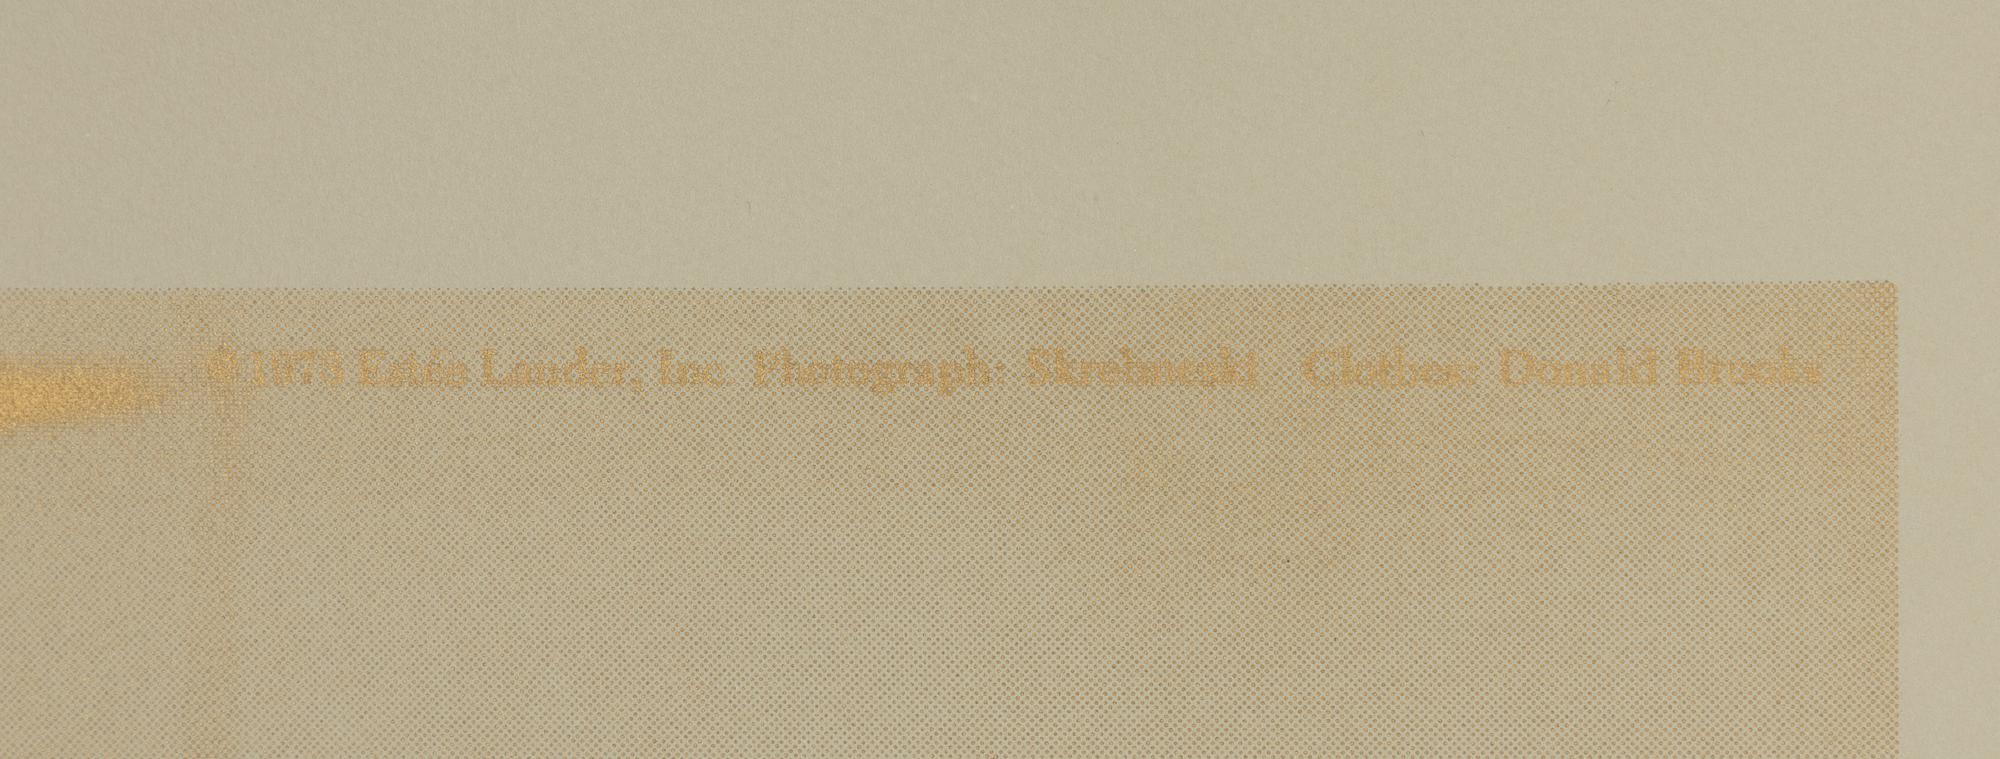 © 1973 Estée Lauder, Inc. Photograph: Skrebneski Clothes: Donald Brooks